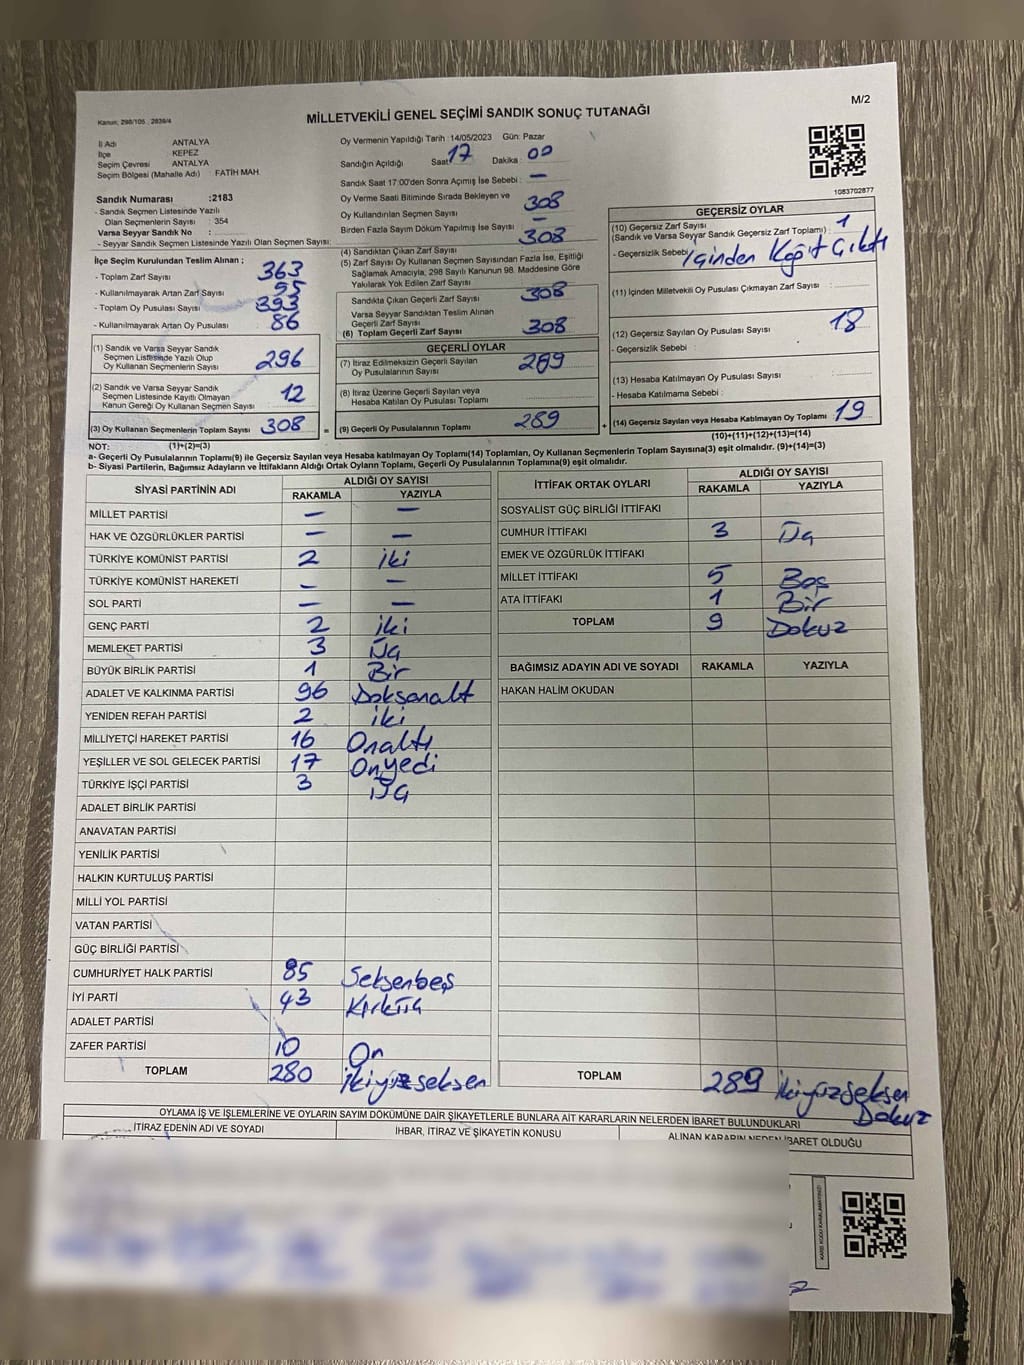 M/2
Kanun: 298/105 , 2839/4
MİLLETVEKİLİ GENEL SEÇİMİ SANDIK SONUÇ TUTANAĞI
İl Adı ANTALYA
İlçe KEPEZ
Seçim Çevresi ANTALYA
Seçim Bölgesi (Mahalle Adı) : FATİH MAH.
Sandık Numarası :2183
- Sandık Seçmen Listesinde Yazılı
Olan Seçmenlerin Sayısı : 354
Varsa Seyyar Sandık No :
- Seyyar Sandık Seçmen Listesinde Yazılı Olan Seçmen Sayısı:
İlçe Seçim Kurulundan Teslim Alınan ;
- Toplam Zarf Sayısı 363
- Kullanılmayarak Artan Zarf Sayısı 95
- Toplam Oy Pusulası Sayısı 393
- Kullanılmayarak Artan Oy Pusulası 86
(1) Sandık ve Varsa Seyyar Sandık
Seçmen Listesinde Yazılı Olup
Oy Kullanan Seçmenlerin Sayısı 296
(2) Sandık ve Varsa Seyyar Sandık
Seçmen Listesinde Kayıtlı Olmayan
Kanun Gereği Oy Kullanan Seçmen Sayısı 12
(3) Oy Kullanan Seçmenlerin Toplam Sayısı 308
(1)+(2)=(3)
Oy Vermenin Yapıldığı Tarih :14/05/2023 Gün: Pazar
Sandığın Açıldığı Saat 17 Dakika : 00
Sandık Saat 17:00'den Sonra Açılmış İse Sebebi : —
Oy Verme Saati Bitiminde Sırada Bekleyen ve
Oy Kullandırılan Seçmen Sayısı 308
Birden Fazla Sayım Döküm Yapılmış İse Sayısı : —
(4) Sandıktan Çıkan Zarf Sayısı 308
(5) Zarf Sayısı Oy Kullanan Seçmen Sayısından Fazla İse, Eşitliği
Sağlamak Amacıyla, 298 Sayılı Kanunun 98. Maddesine Göre
Yakılarak Yok Edilen Zarf Sayısı
Sandıkta Çıkan Geçerli Zarf Sayısı 308
Varsa Seyyar Sandıktan Teslim Alınan
Geçerli Zarf Sayısı
(6) Toplam Geçerli Zarf Sayısı 308
GEÇERLİ OYLAR
(7) İtiraz Edilmeksizin Geçerli Sayılan
Oy Pusulalarının Sayısı 289
(8) İtiraz Üzerine Geçerli Sayılan veya
Hesaba Katılan Oy Pusulası Toplamı
= (9) Geçerli Oy Pusulalarının Toplamı 289
1083702877
GEÇERSİZ OYLAR
(10) Geçersiz Zarf Sayısı
(Sandık ve Varsa Seyyar Sandık Geçersiz Zarf Toplamı) : 1
- Geçersizlik Sebebi : içinden Kağıt Çıktı
(11) İçinden Milletvekili Oy Pusulası Çıkmayan Zarf Sayısı :
(12) Geçersiz Sayılan Oy Pusulası Sayısı 18
- Geçersizlik Sebebi :
(13) Hesaba Katılmayan Oy Pusulası Sayısı :
- Hesaba Katılmama Sebebi :
+ (14) Geçersiz Sayılan veya Hesaba Katılmayan Oy Toplamı 19
(10)+(11)+(12)+(13)=(14)
NOT:
a- Geçerli Oy Pusulalarının Toplamı(9) ile Geçersiz Sayılan veya Hesaba katılmayan Oy Toplam(14) Toplamları, Oy Kullanan Seçmenlerin Toplam Sayısına(3) eşit olmalıdır. (9)+(14)=(3)
b- Siyasi Partilerin, Bağımsız Adayların ve İttifakların Aldığı Ortak Oyların Toplamı, Geçerli Oy Pusulalarının Toplamına(9) eşit olmalıdır.
SİYASİ PARTİNİN ADI ALDIĞI OY SAYISI
RAKAMLA YAZIYLA
MİLLET PARTİSİ — —
HAK VE ÖZGÜRLÜKLER PARTİSİ — —
TÜRKİYE KOMÜNİST PARTİSİ 2 iki
TÜRKİYE KOMÜNİST HAREKETİ — —
SOL PARTİ — —
GENÇ PARTİ 2 iki
MEMLEKET PARTİSİ 3 Üç
BÜYÜK BİRLİK PARTİSİ 1 Bir
ADALET VE KALKINMA PARTİSİ 96 Doksanaltı
YENİDEN REFAH PARTİSİ 2 iki
MİLLİYETÇİ HAREKET PARTİSİ 16 Onaltı
YEŞİLLER VE SOL GELECEK PARTİSİ 17 Onyedi
TÜRKİYE İŞÇİ PARTİSİ 3 Üç
ADALET BİRLİK PARTİSİ
ANAVATAN PARTİSİ
YENİLİK PARTİSİ
HALKIN KURTULUŞ PARTİSİ
MİLLİ YOL PARTİSİ
VATAN PARTİSİ
GÜÇ BİRLİĞİ PARTİSİ
CUMHURİYET HALK PARTİSİ 85 Seksenbeş
İYİ PARTİ 43 Kırküç
ADALET PARTİSİ
ZAFER PARTİSİ 10 On
TOPLAM 280 ikiyüzseksen
İTTİFAK ORTAK OYLARI ALDIĞI OY SAYISI
RAKAMLA YAZIYLA
SOSYALİST GÜÇ BİRLİĞİ İTTİFAKI
CUMHUR İTTİFAKI 3 Üç
EMEK VE ÖZGÜRLÜK İTTİFAKI
MİLLET İTTİFAKI 5 Beş
ATA İTTİFAKI 1 Bir
TOPLAM 9 Dokuz
BAĞIMSIZ ADAYIN ADI VE SOYADI RAKAMLA YAZIYLA
HAKAN HALİM OKUDAN
TOPLAM 289 ikiyüzseksen
Dokuz
OYLAMA İŞ VE İŞLEMLERİNE VE OYLARIN SAYIM DÖKÜMÜNE DAİR ŞİKAYETLERLE BUNLARA AİT KARARLARIN NELERDEN İBARET BULUNDUKLARI
İTİRAZ EDENİN ADI VE SOYADI İHBAR, İTİRAZ VE ŞİKAYETİN KONUSU ALINAN KARARIN NEDEN İBARET OLDUĞU